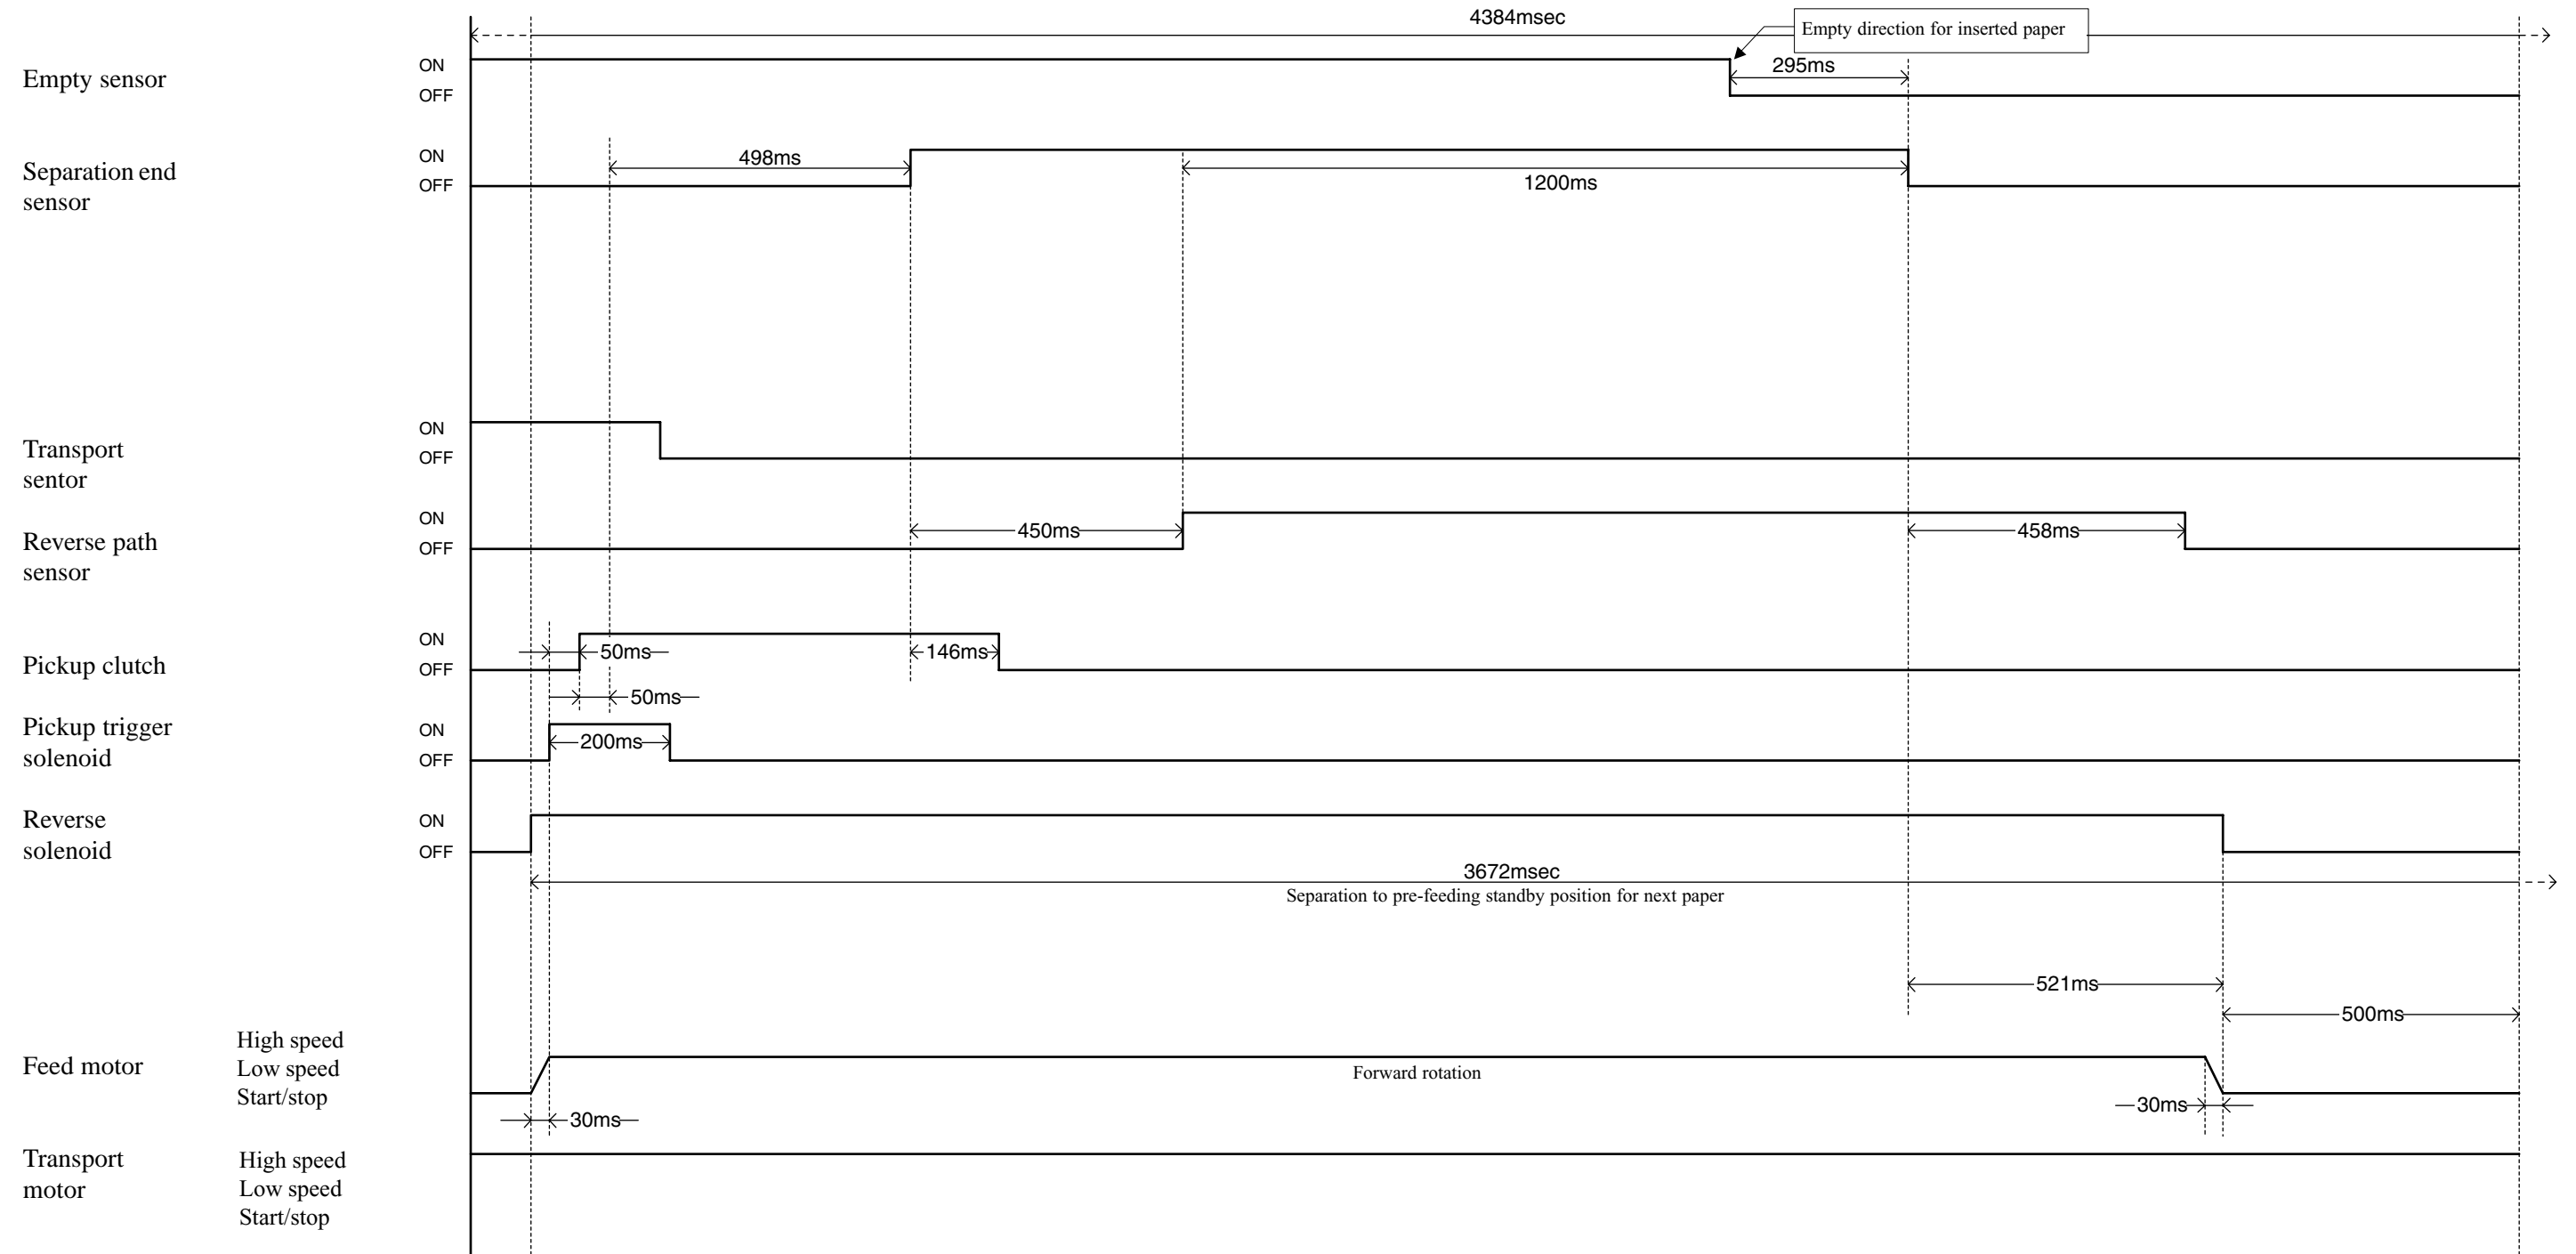 4384msec
Empty direction for inserted paper
Empty sensor
ON
OFF
295ms
Separation end
sensor
ON
OFF
498ms
1200ms
Transport
sentor
ON
OFF
Reverse path
sensor
ON
OFF
450ms
458ms
Pickup clutch
ON
OFF
50ms
146ms
50ms
Pickup trigger
solenoid
ON
OFF
200ms
Reverse
solenoid
ON
OFF
3672msec
Separation to pre-feeding standby position for next paper
521ms
500ms
Feed motor
High speed
Low speed
Start/stop
Forward rotation
30ms
30ms
Transport
motor
High speed
Low speed
Start/stop